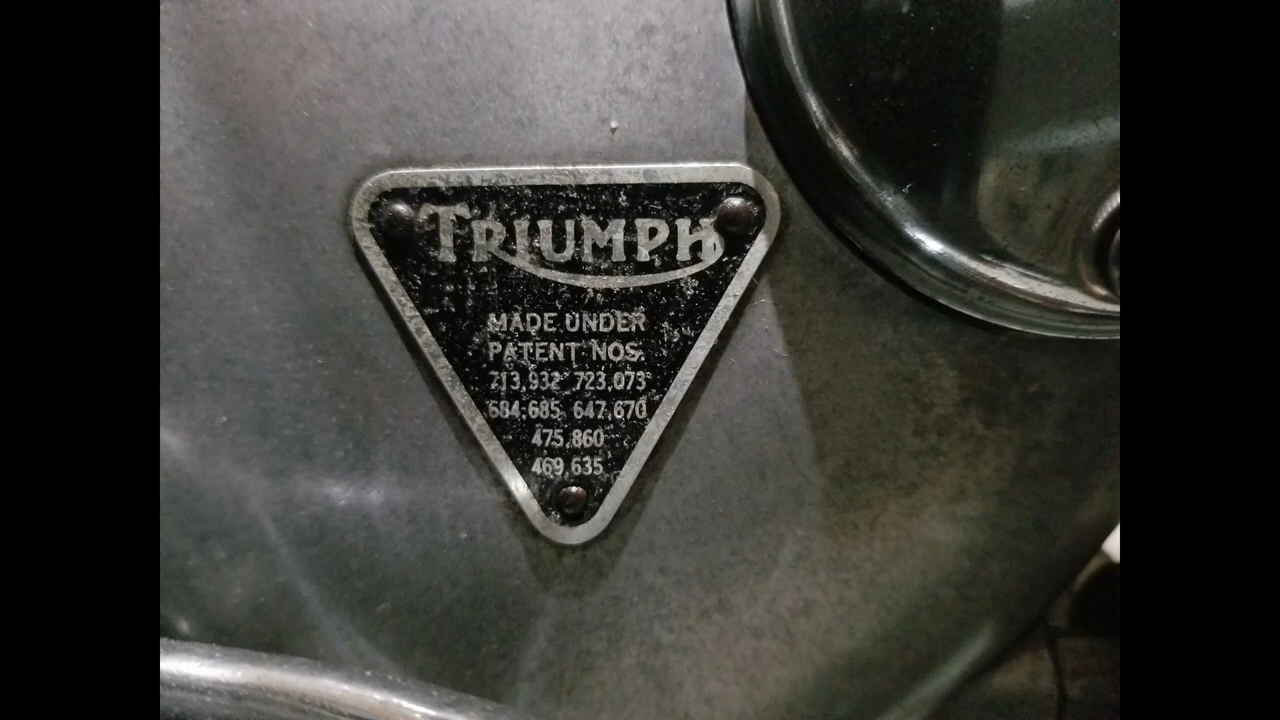 TRIUMPH
MADE UNDER
PATENT NOS.
713,932 723,073
684,685 647,670
475,860
469,635